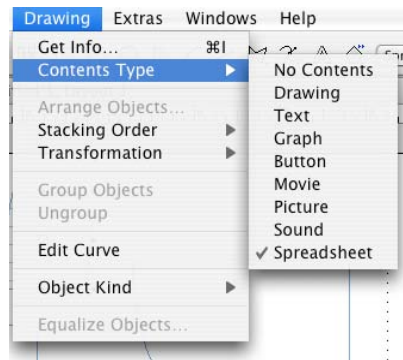 Drawing Extras Windows Help
Get Info... ⌘I
Contents Type
Arrange Objects...
Stacking Order
Transformation
Group Objects
Ungroup
Edit Curve
Object Kind
Equalize Objects...
No Contents
Drawing
Text
Graph
Button
Movie
Picture
Sound
✓ Spreadsheet